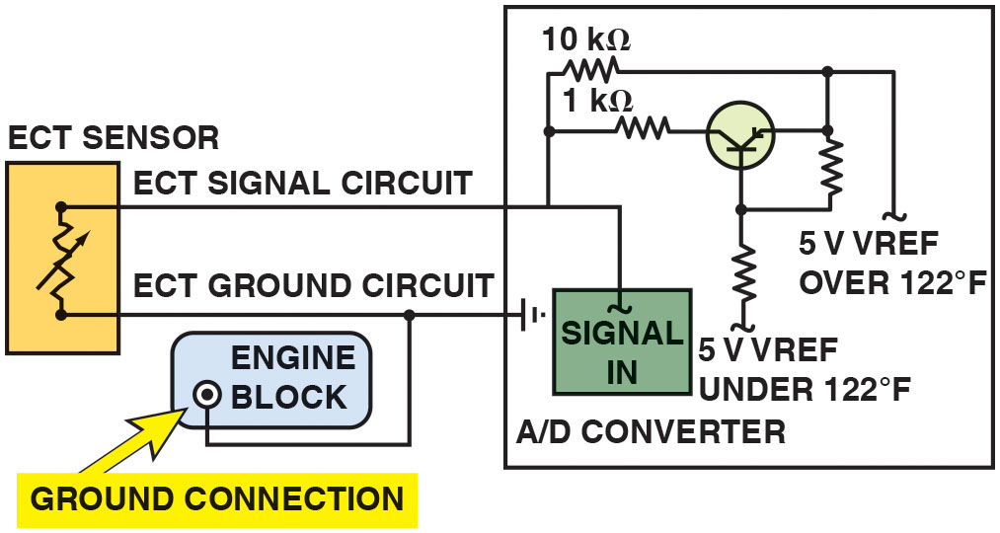 10 kΩ
1 kΩ
ECT SENSOR
ECT SIGNAL CIRCUIT
5 V VREF
OVER 122°F
ECT GROUND CIRCUIT
SIGNAL
IN
5 V VREF
UNDER 122°F
ENGINE
BLOCK
A/D CONVERTER
GROUND CONNECTION